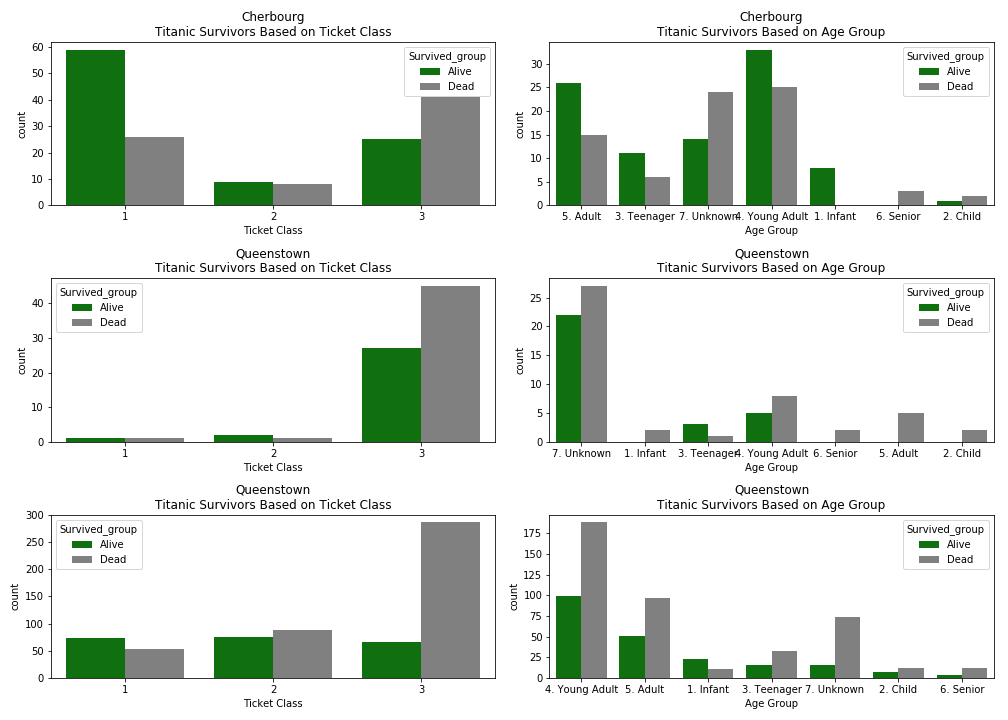 Cherbourg
Titanic Survivors Based on Ticket Class
60
50
40
30
20
10
0
count
Survived_group
Alive
Dead
1
2
3
Ticket Class
Cherbourg
Titanic Survivors Based on Age Group
30
25
20
15
10
5
0
count
Survived_group
Alive
Dead
5. Adult
3. Teenager
7. Unknown
4. Young Adult
1. Infant
6. Senior
2. Child
Age Group
Queenstown
Titanic Survivors Based on Ticket Class
40
30
20
10
0
count
Survived_group
Alive
Dead
1
2
3
Ticket Class
Queenstown
Titanic Survivors Based on Age Group
25
20
15
10
5
0
count
Survived_group
Alive
Dead
7. Unknown
1. Infant
3. Teenager
4. Young Adult
6. Senior
5. Adult
2. Child
Age Group
Queenstown
Titanic Survivors Based on Ticket Class
300
250
200
150
100
50
0
count
Survived_group
Alive
Dead
1
2
3
Ticket Class
Queenstown
Titanic Survivors Based on Age Group
175
150
125
100
75
50
25
0
count
Survived_group
Alive
Dead
4. Young Adult
5. Adult
1. Infant
3. Teenager
7. Unknown
2. Child
6. Senior
Age Group